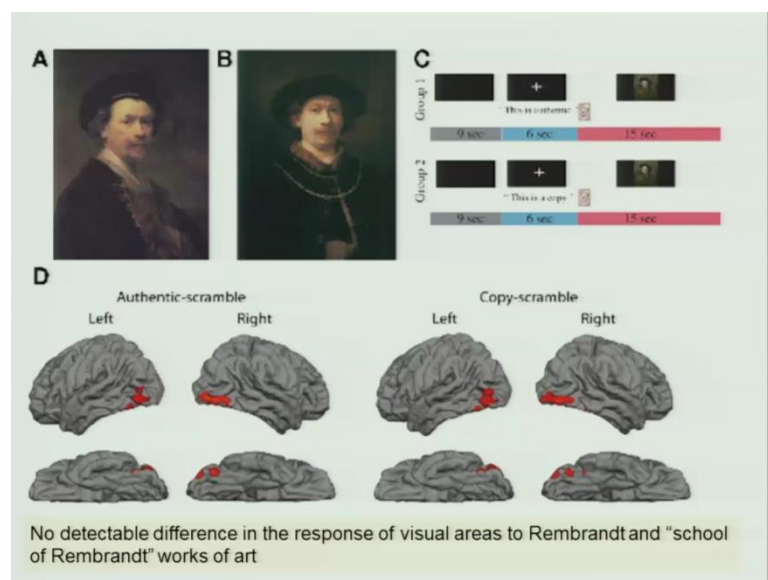 A
B
C
Group 1
"This is authentic"
9 sec
6 sec
15 sec
Group 2
"This is a copy"
9 sec
6 sec
15 sec
D
Authentic-scramble
Copy-scramble
Left
Right
Left
Right
No detectable difference in the response of visual areas to Rembrandt and “school
of Rembrandt” works of art